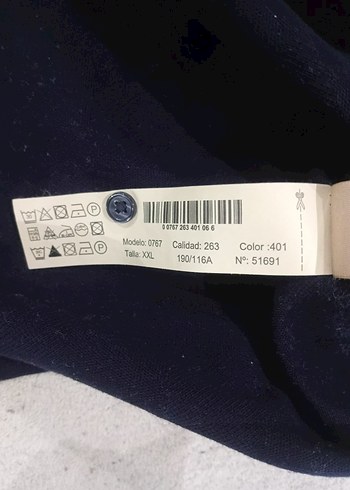 0 0767 263 401 06 6
Modelo: 0767 Calidad: 263 Color :401
Talla: XXL 190/116A Nº: 51691